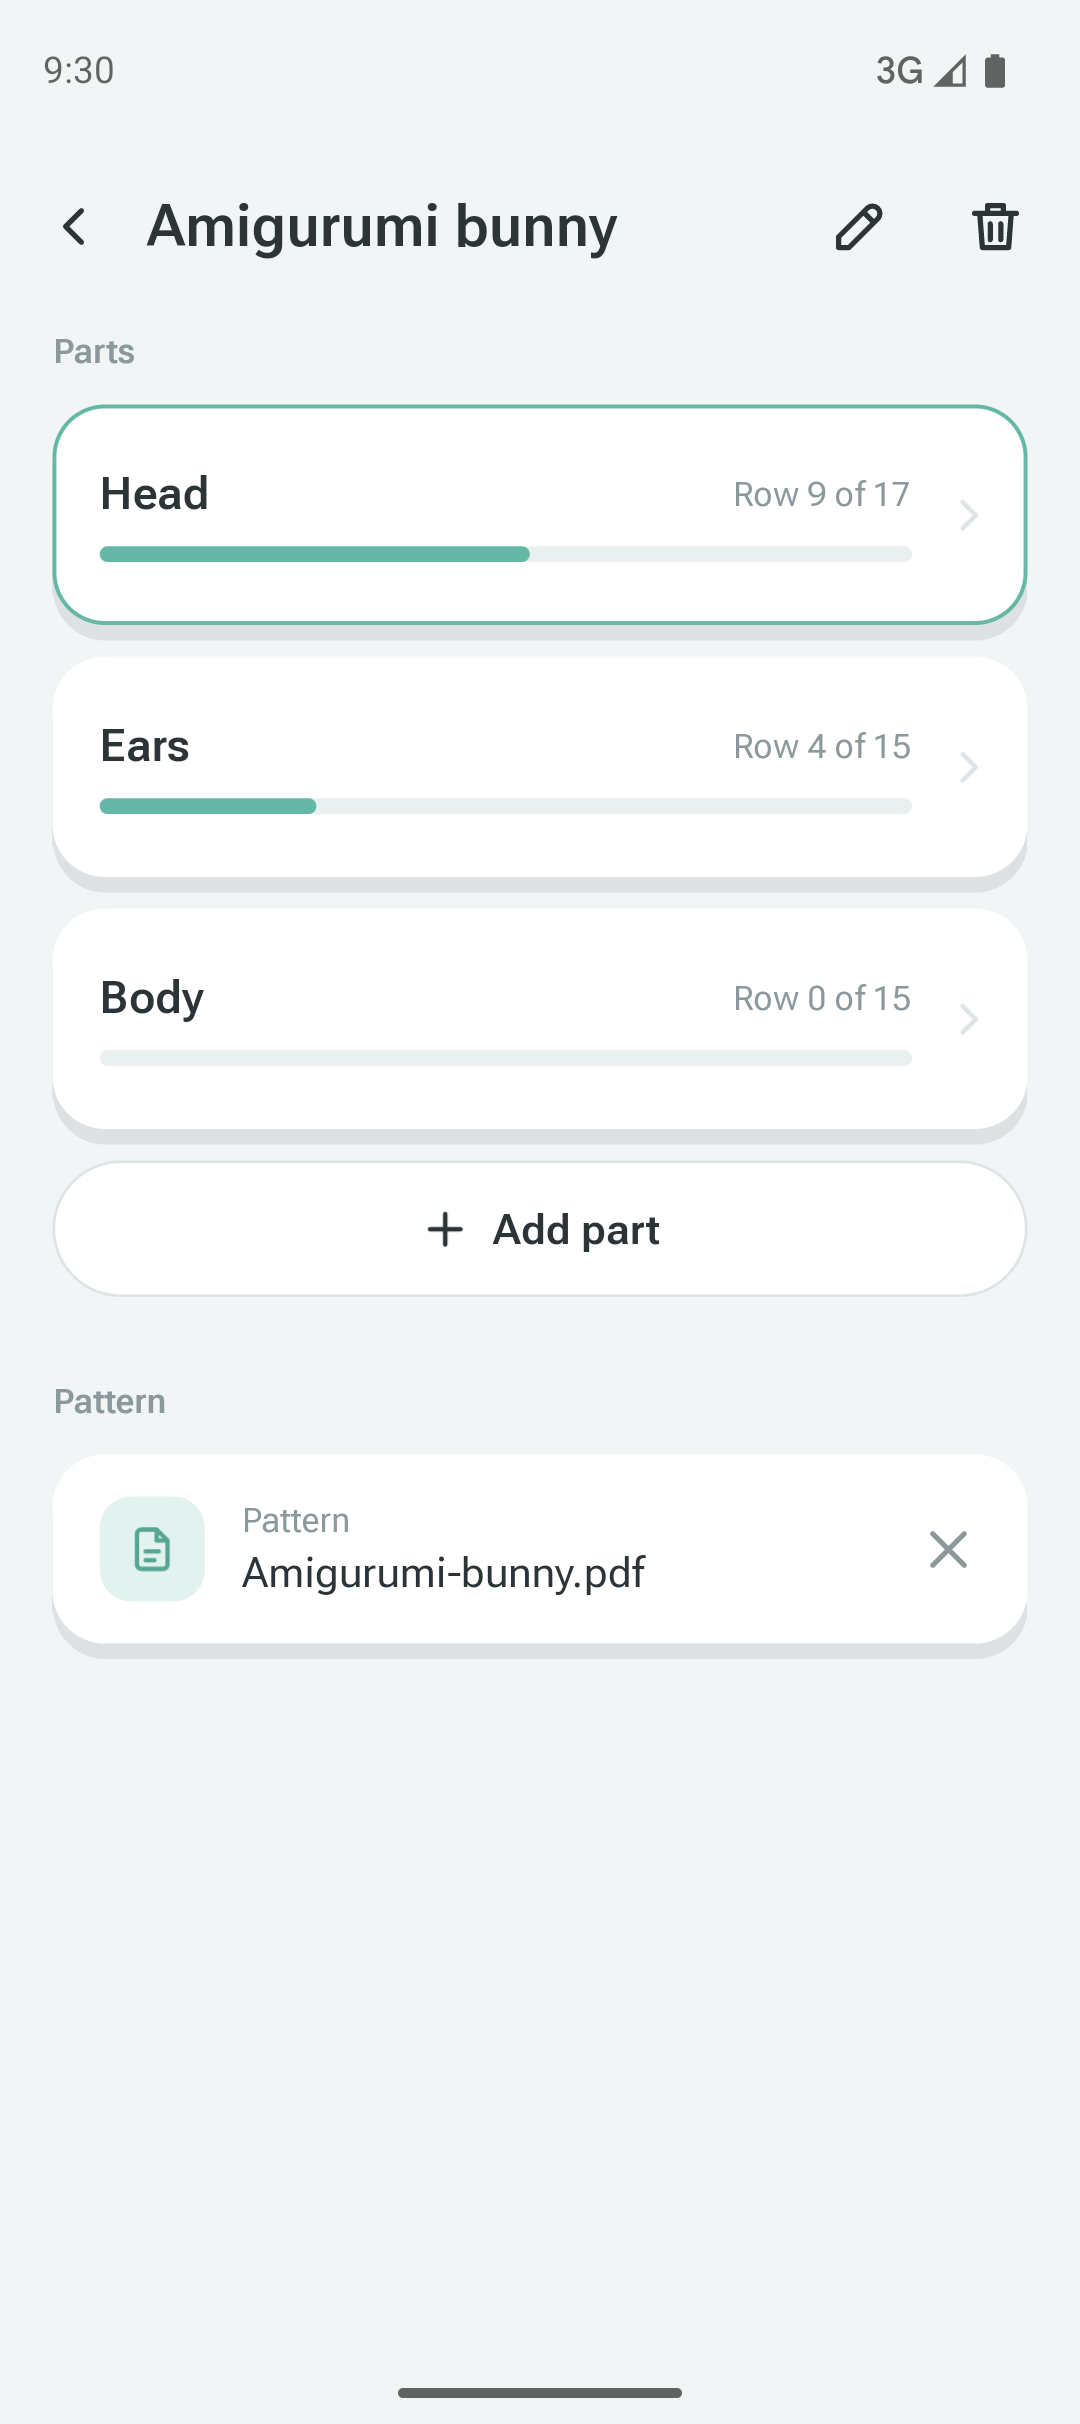 9:30
3G
Amigurumi bunny
Parts
Head
Row 9 of 17
Ears
Row 4 of 15
Body
Row 0 of 15
Add part
Pattern
Pattern
Amigurumi-bunny.pdf